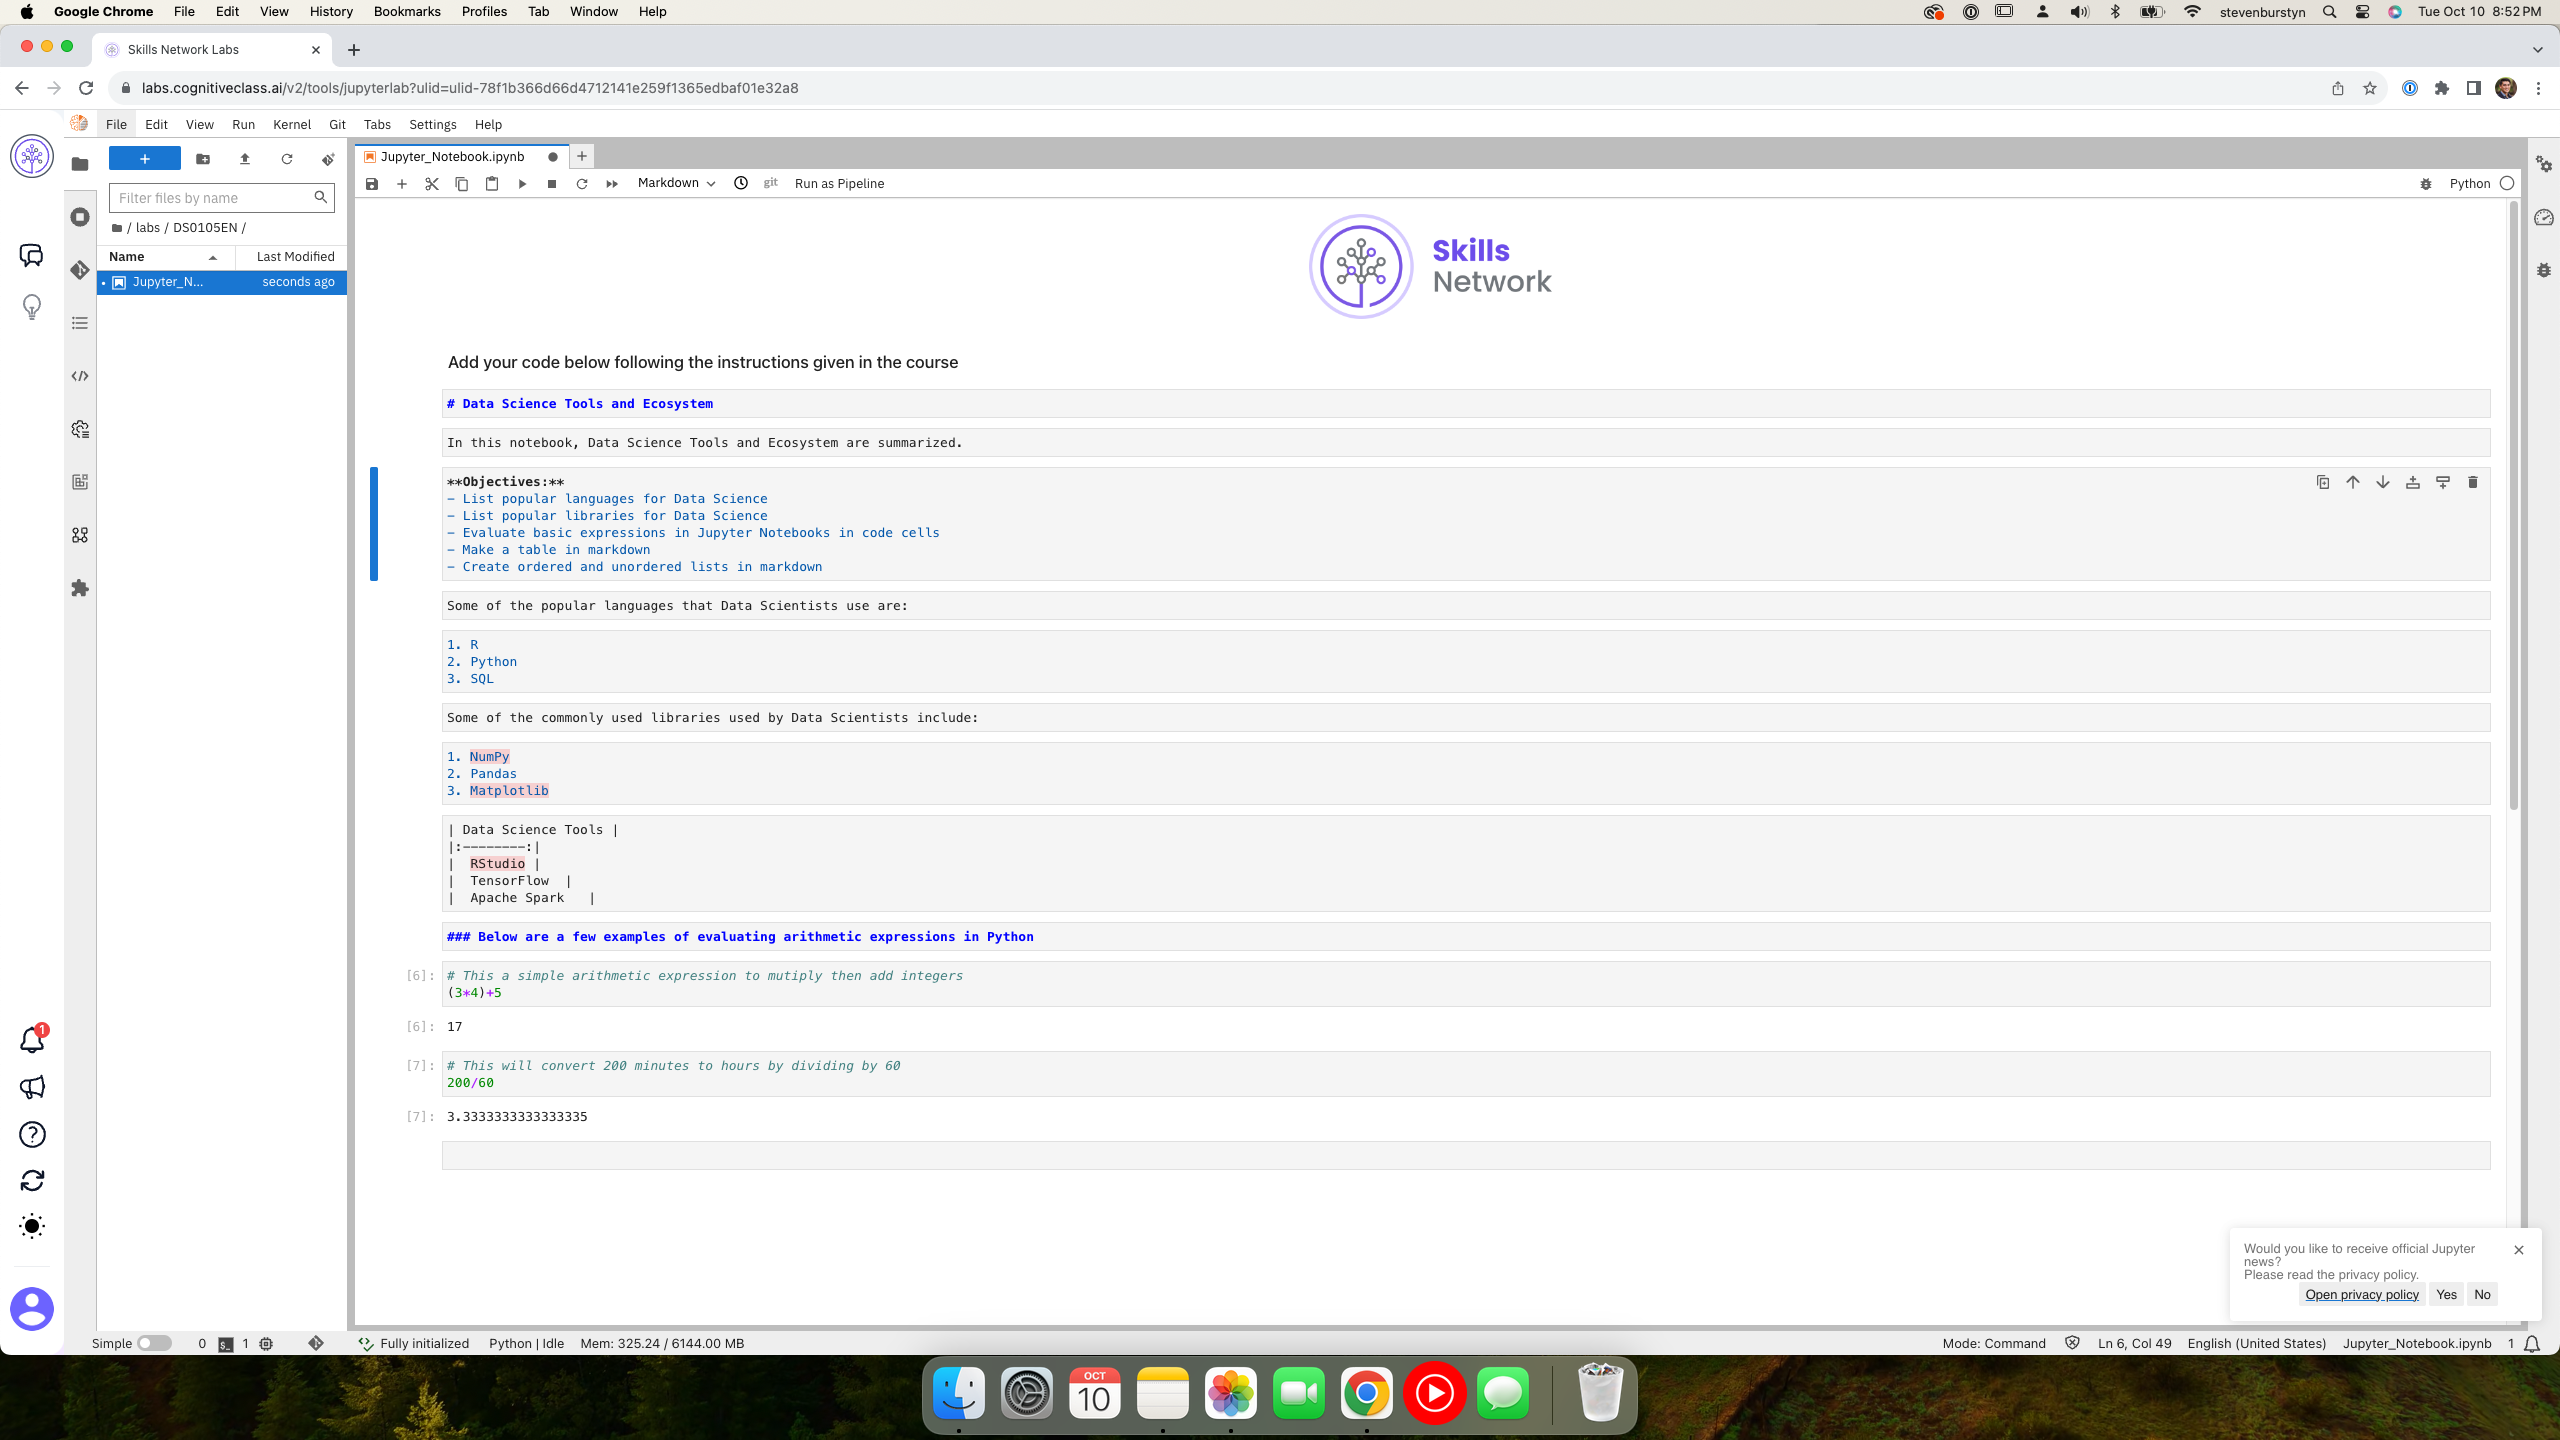 Google Chrome File Edit View History Bookmarks Profiles Tab Window Help stevenburstyn Tue Oct 10 8:52 PM
Skills Network Labs
labs.cognitiveclass.ai/v2/tools/jupyterlab?ulid=ulid-78f1b366d66d4712141e259f1365edbaf01e32a8
File Edit View Run Kernel Git Tabs Settings Help
Jupyter_Notebook.ipynb
Markdown git Run as Pipeline Python
Filter files by name
/ labs / DS0105EN /
Name Last Modified
Jupyter_N... seconds ago
Skills
Network
Add your code below following the instructions given in the course
# Data Science Tools and Ecosystem
In this notebook, Data Science Tools and Ecosystem are summarized.
**Objectives:**
- List popular languages for Data Science
- List popular libraries for Data Science
- Evaluate basic expressions in Jupyter Notebooks in code cells
- Make a table in markdown
- Create ordered and unordered lists in markdown
Some of the popular languages that Data Scientists use are:
1. R
2. Python
3. SQL
Some of the commonly used libraries used by Data Scientists include:
1. NumPy
2. Pandas
3. Matplotlib
| Data Science Tools |
|:--------:|
|  RStudio |
|  TensorFlow  |
|  Apache Spark   |
### Below are a few examples of evaluating arithmetic expressions in Python
[6]: # This a simple arithmetic expression to mutiply then add integers
(3*4)+5
[6]: 17
[7]: # This will convert 200 minutes to hours by dividing by 60
200/60
[7]: 3.3333333333333335
1
Would you like to receive official Jupyter
news?
Please read the privacy policy.
Open privacy policy Yes No
Simple 0 $_ 1 Fully initialized Python | Idle Mem: 325.24 / 6144.00 MB Mode: Command Ln 6, Col 49 English (United States) Jupyter_Notebook.ipynb 1
OCT
10